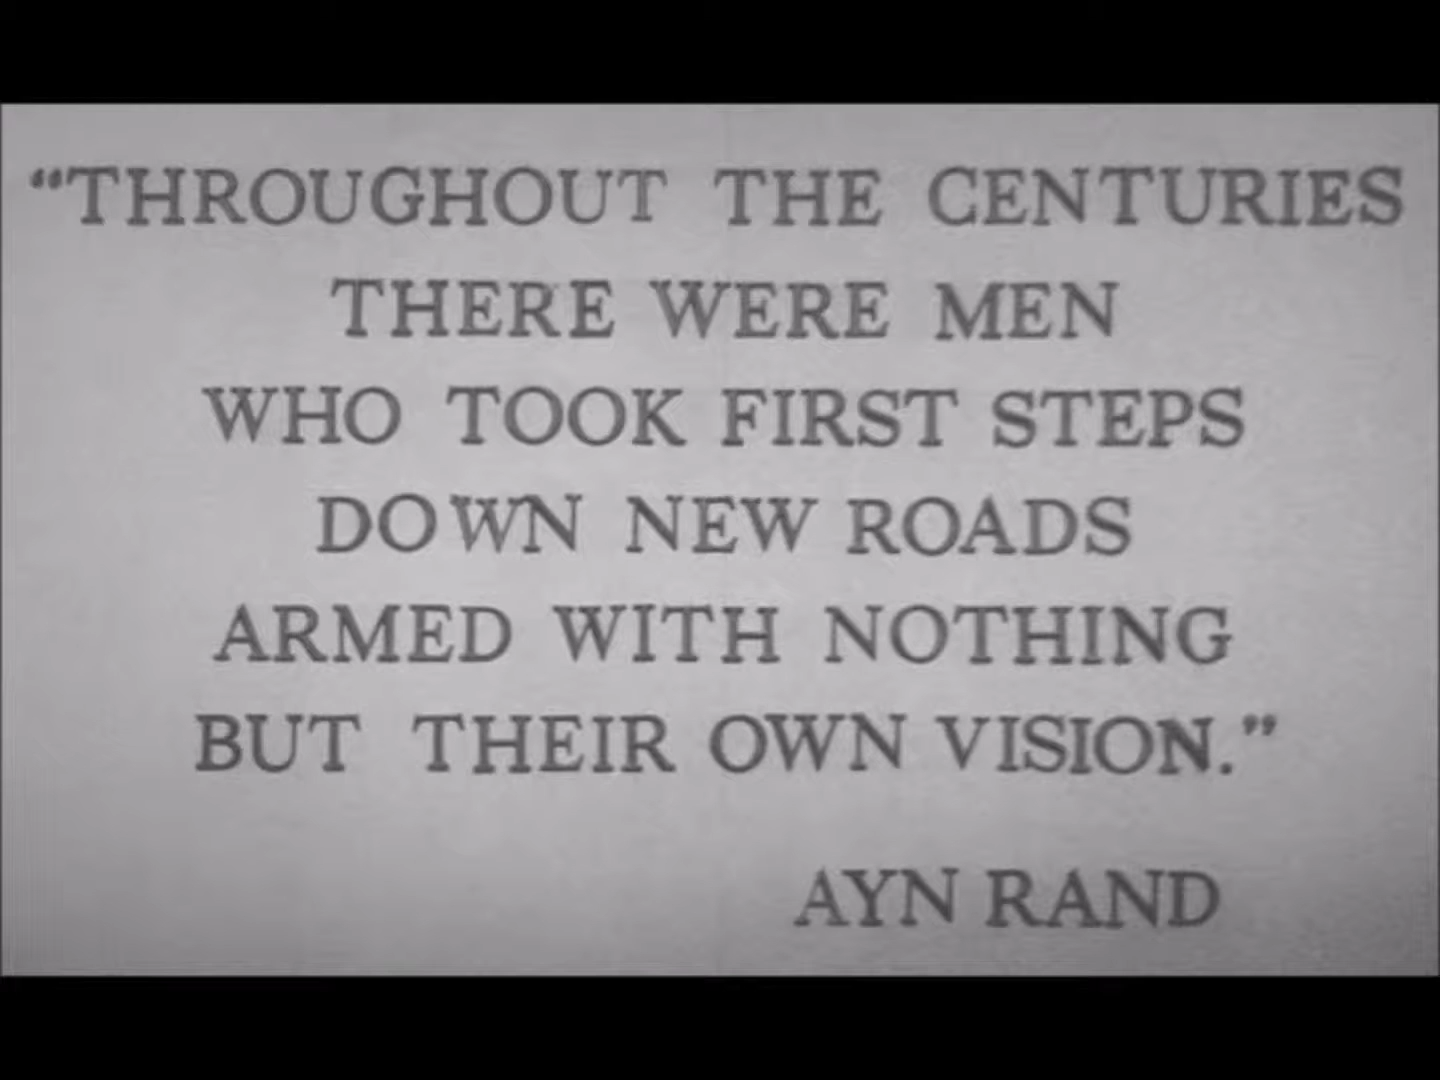 “THROUGHOUT THE CENTURIES
THERE WERE MEN
WHO TOOK FIRST STEPS
DOWN NEW ROADS
ARMED WITH NOTHING
BUT THEIR OWN VISION.”
AYN RAND